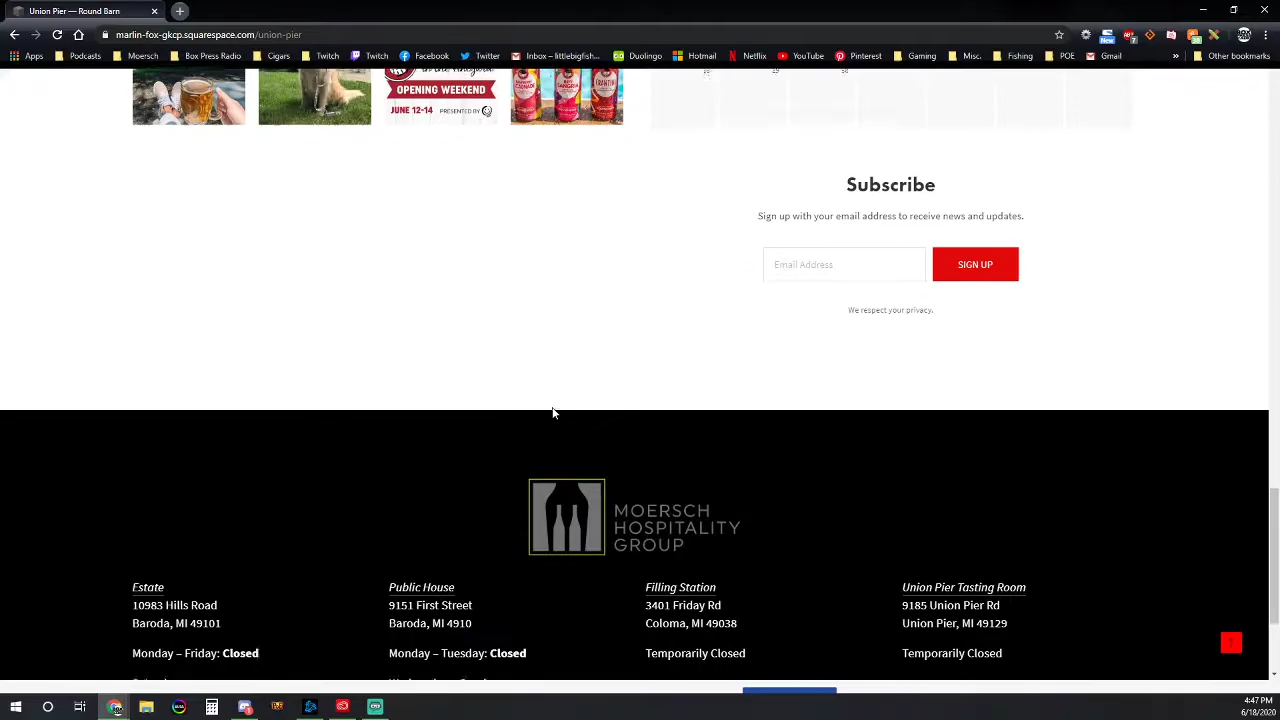 Union Pier — Round Barn
marlin-fox-gkcp.squarespace.com/union-pier
Apps Podcasts Moersch Box Press Radio Cigars Twitch Twitch Facebook Twitter Inbox – littlebigfish... Duolingo Hotmail Netflix YouTube Pinterest Gaming Misc. Fishing POE Gmail » Other bookmarks
New
OPENING WEEKEND
JUNE 12-14 PRESENTED BY
Subscribe
Sign up with your email address to receive news and updates.
Email Address SIGN UP
We respect your privacy.
MOERSCH
HOSPITALITY
GROUP
Estate Public House Filling Station Union Pier Tasting Room
10983 Hills Road 9151 First Street 3401 Friday Rd 9185 Union Pier Rd
Baroda, MI 49101 Baroda, MI 4910 Coloma, MI 49038 Union Pier, MI 49129
Monday – Friday: Closed Monday – Tuesday: Closed Temporarily Closed Temporarily Closed
4:47 PM
6/18/2020